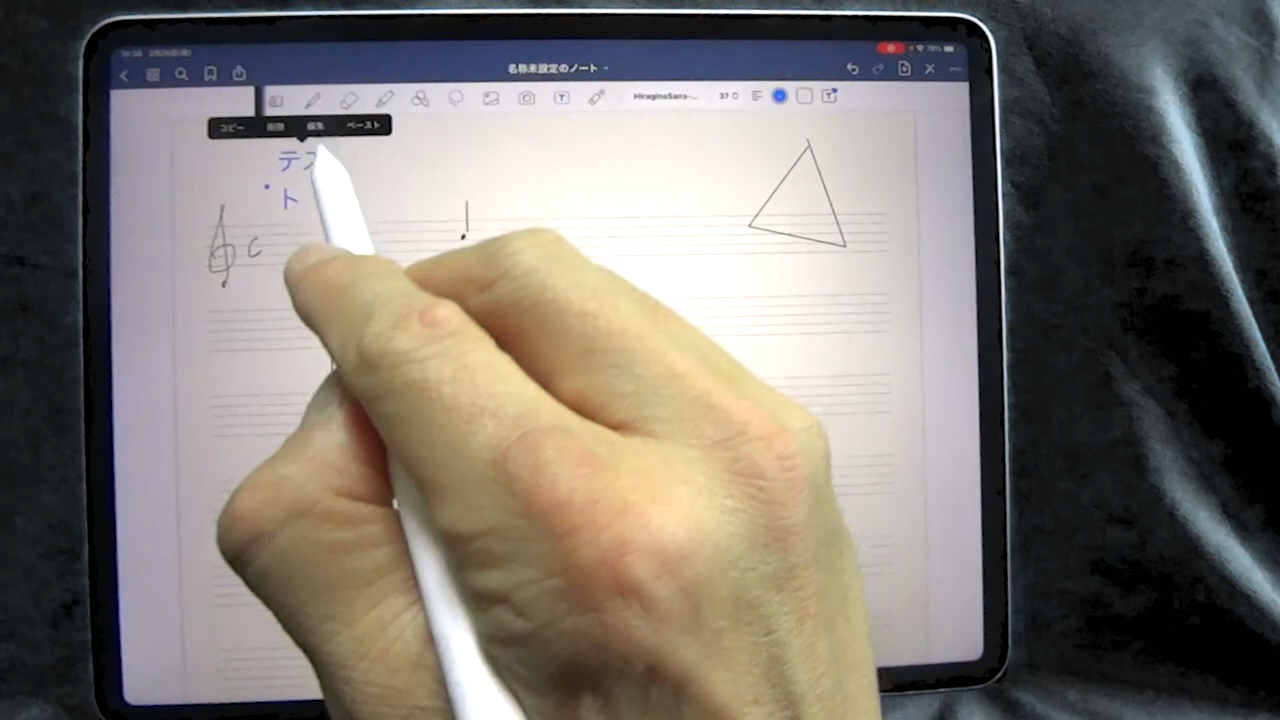 78%
名称未設定のノート
HiraginoSans-... 37
コピー 削除 編集 ペースト
テス
ト
C